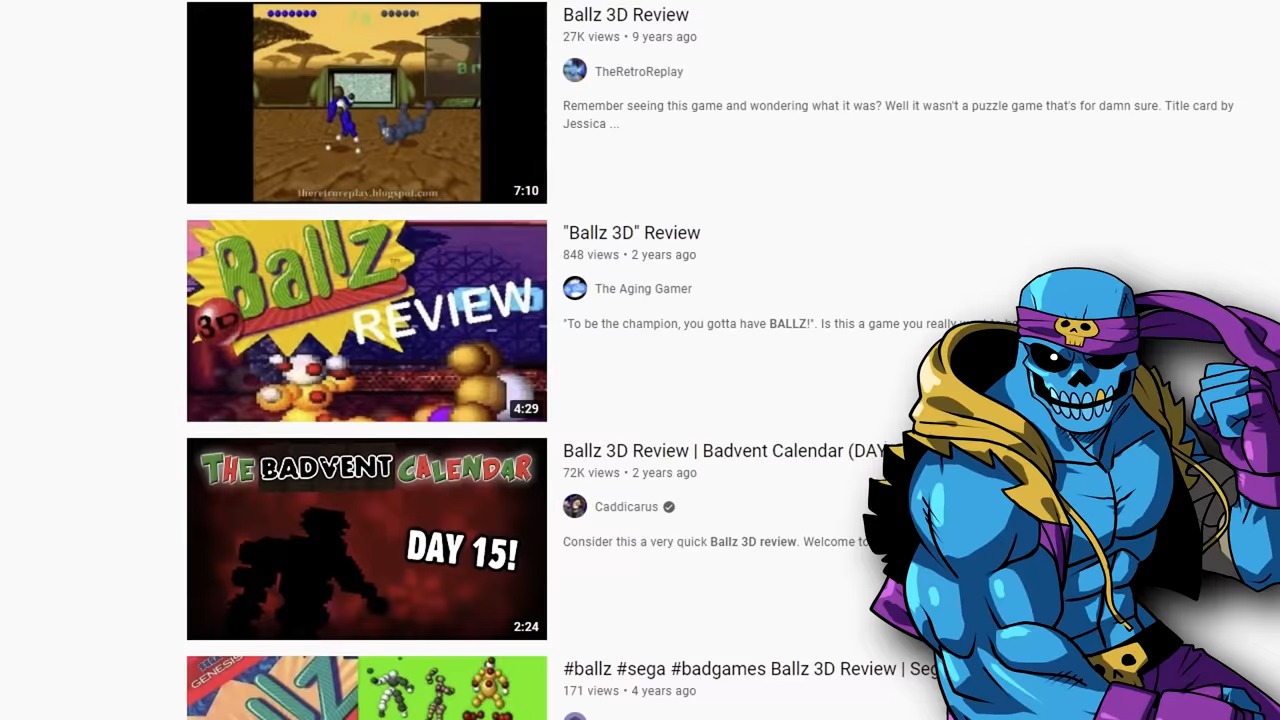 Ballz 3D Review
27K views • 9 years ago
TheRetroReplay
Remember seeing this game and wondering what it was? Well it wasn't a puzzle game that's for damn sure. Title card by
Jessica ...
theretroreplay.blogspot.com
7:10
Ballz
3D
REVIEW
4:29
"Ballz 3D" Review
848 views • 2 years ago
The Aging Gamer
"To be the champion, you gotta have BALLZ!". Is this a game you really
THE BADVENT CALENDAR
DAY 15!
2:24
Ballz 3D Review | Badvent Calendar (DAY
72K views • 2 years ago
Caddicarus
Consider this a very quick Ballz 3D review. Welcome to
SEGA
GENESIS
#ballz #sega #badgames Ballz 3D Review | Seg
171 views • 4 years ago